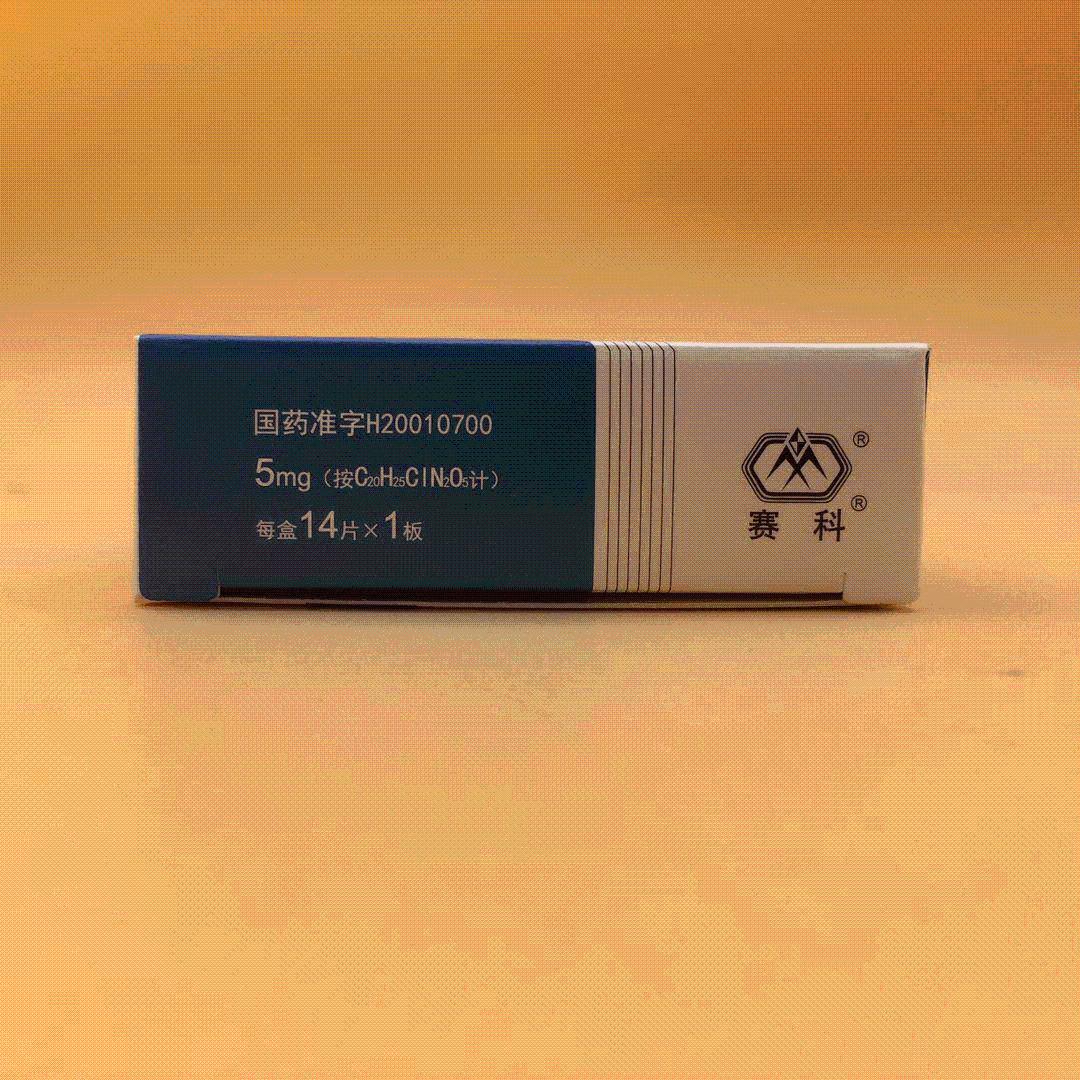 国药准字H20010700
5mg（按C₂₀H₂₅ClN₂O₅计）
每盒14片×1板
®
®
赛科